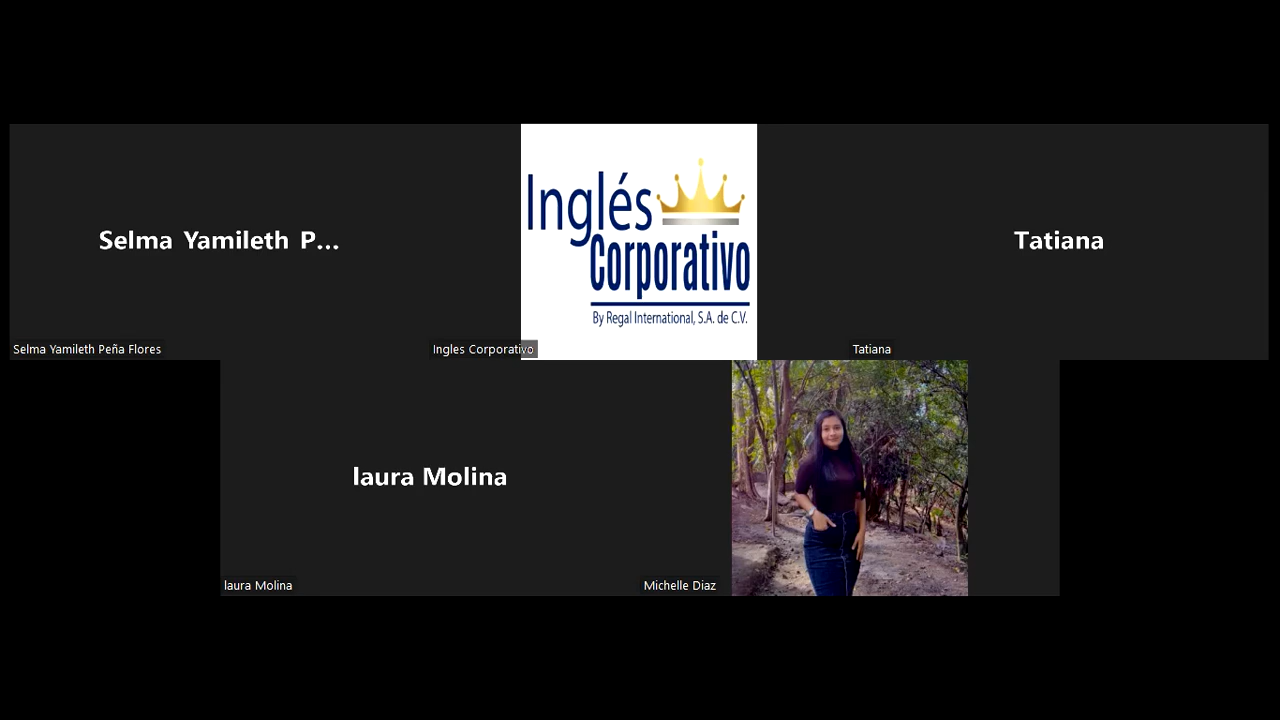 Selma Yamileth P...
Selma Yamileth Peña Flores
Inglés
Corporativo
By Regal International, S.A. de C.V.
Ingles Corporativo
Tatiana
Tatiana
laura Molina
laura Molina
Michelle Diaz